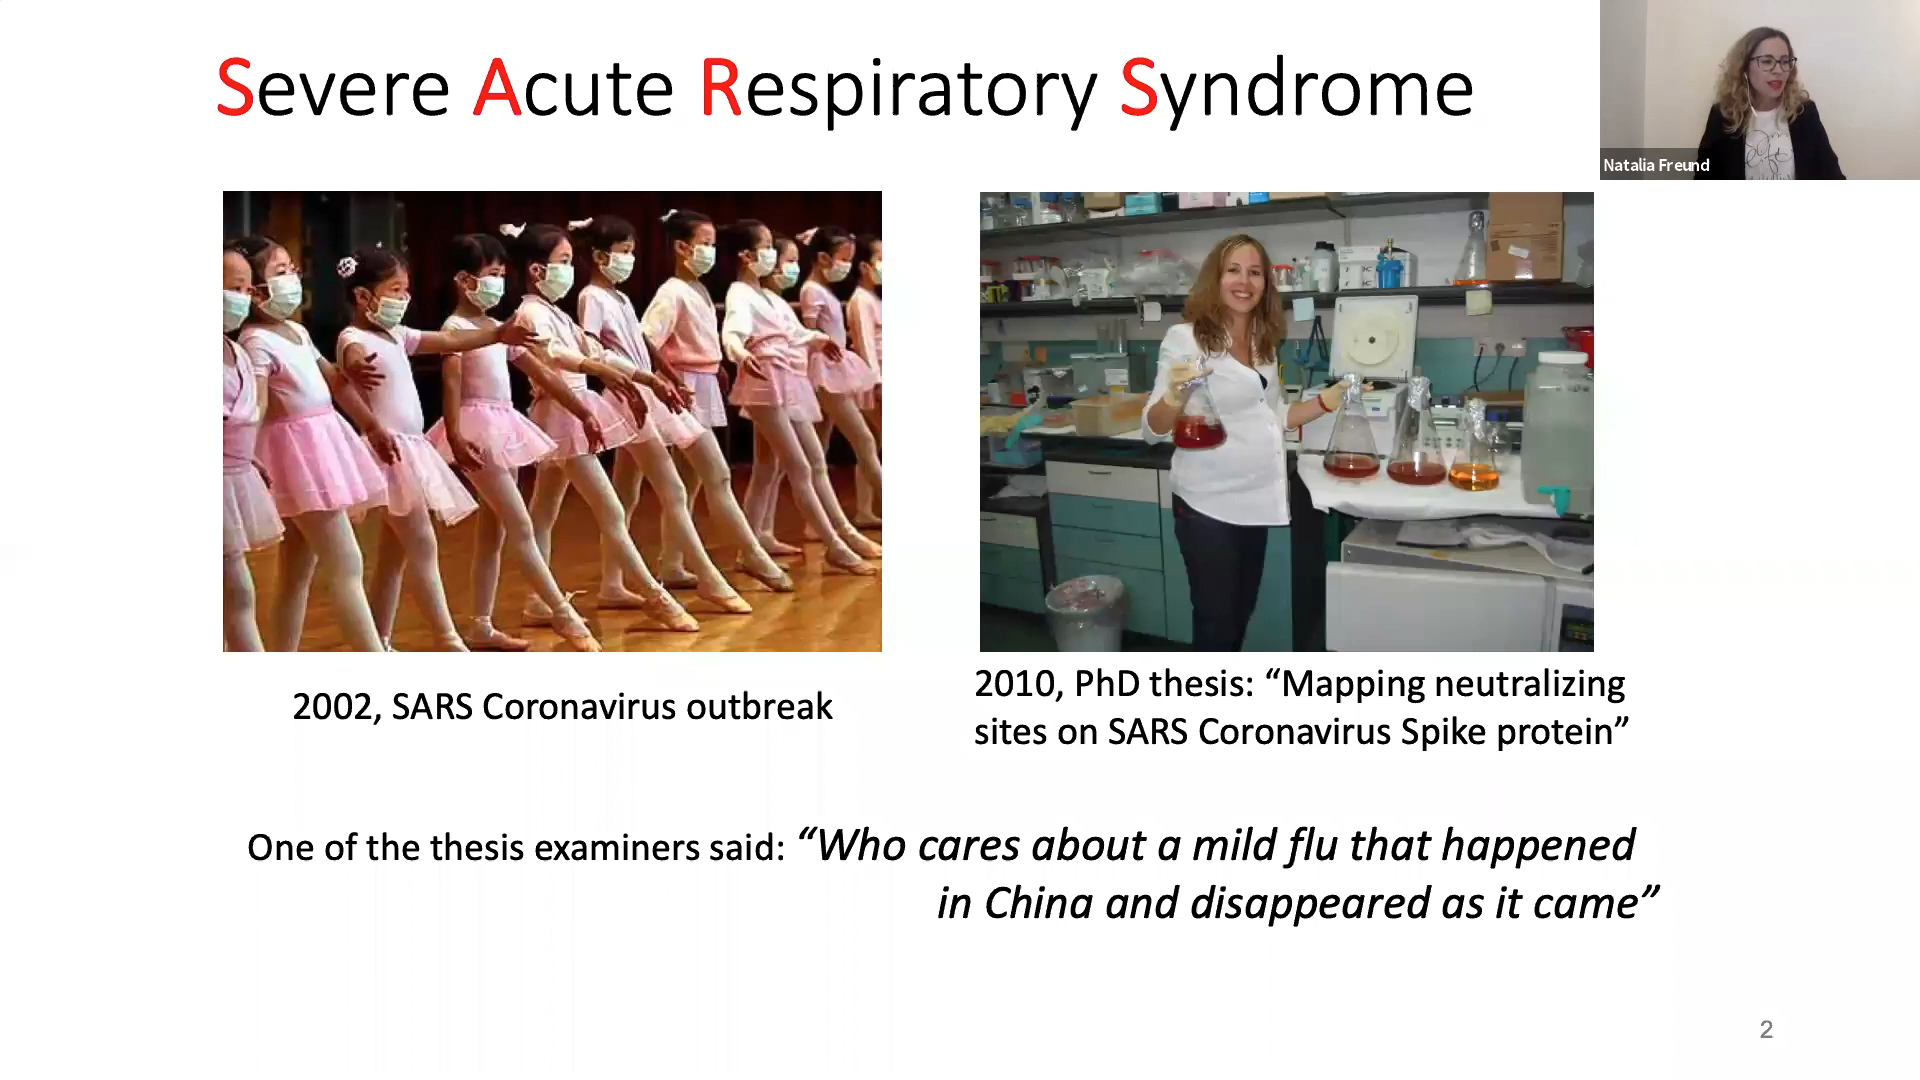 Severe Acute Respiratory Syndrome
Natalia Freund
2002, SARS Coronavirus outbreak
2010, PhD thesis: “Mapping neutralizing
sites on SARS Coronavirus Spike protein”
One of the thesis examiners said: “Who cares about a mild flu that happened
in China and disappeared as it came”
2